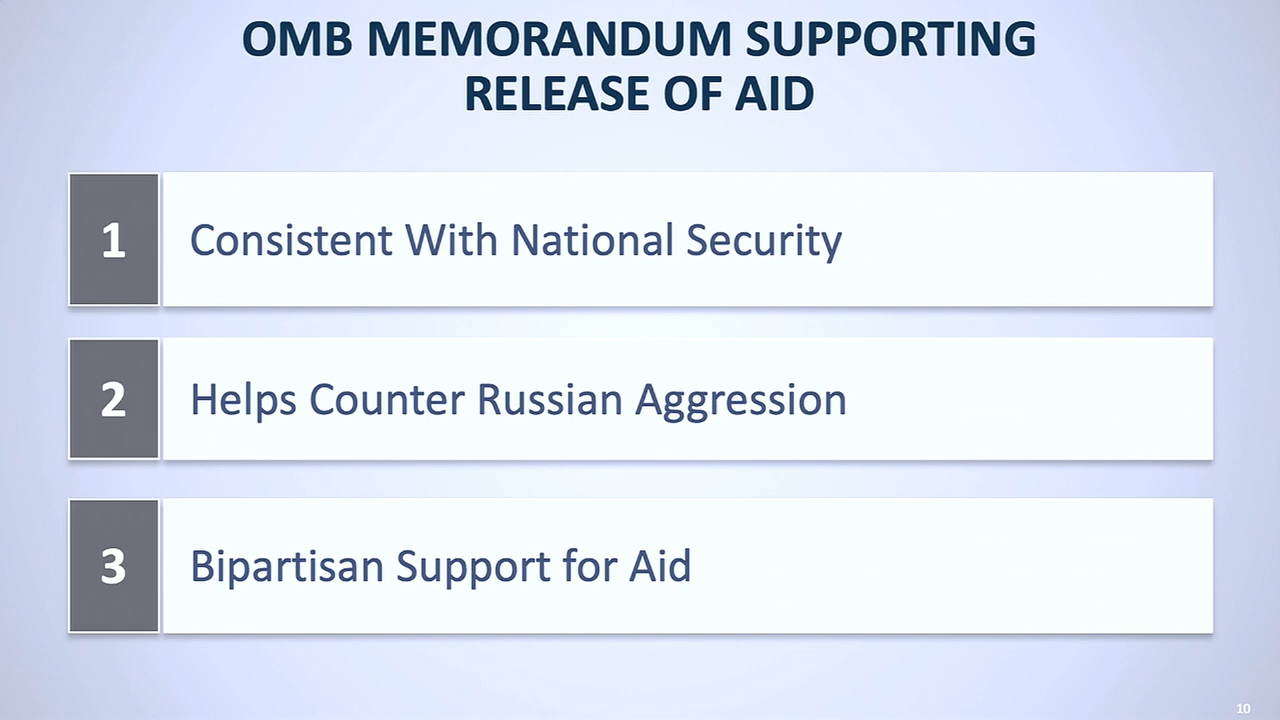 OMB MEMORANDUM SUPPORTING
RELEASE OF AID
1 Consistent With National Security
2 Helps Counter Russian Aggression
3 Bipartisan Support for Aid
10